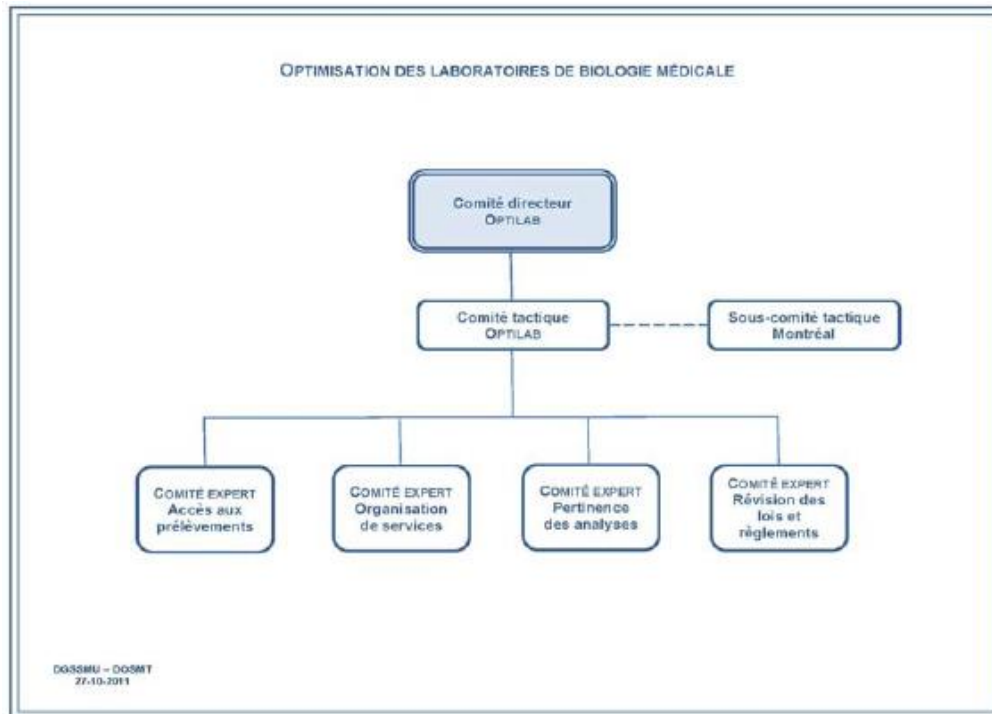 OPTIMISATION DES LABORATOIRES DE BIOLOGIE MÉDICALE
Comité directeur
OPTILAB
Comité tactique
OPTILAB
Sous-comité tactique
Montréal
COMITÉ EXPERT
Accès aux
prélèvements
COMITÉ EXPERT
Organisation
de services
COMITÉ EXPERT
Pertinence
des analyses
COMITÉ EXPERT
Révision des
lois et
règlements
DGSSMU – DOSMT
27-10-2011